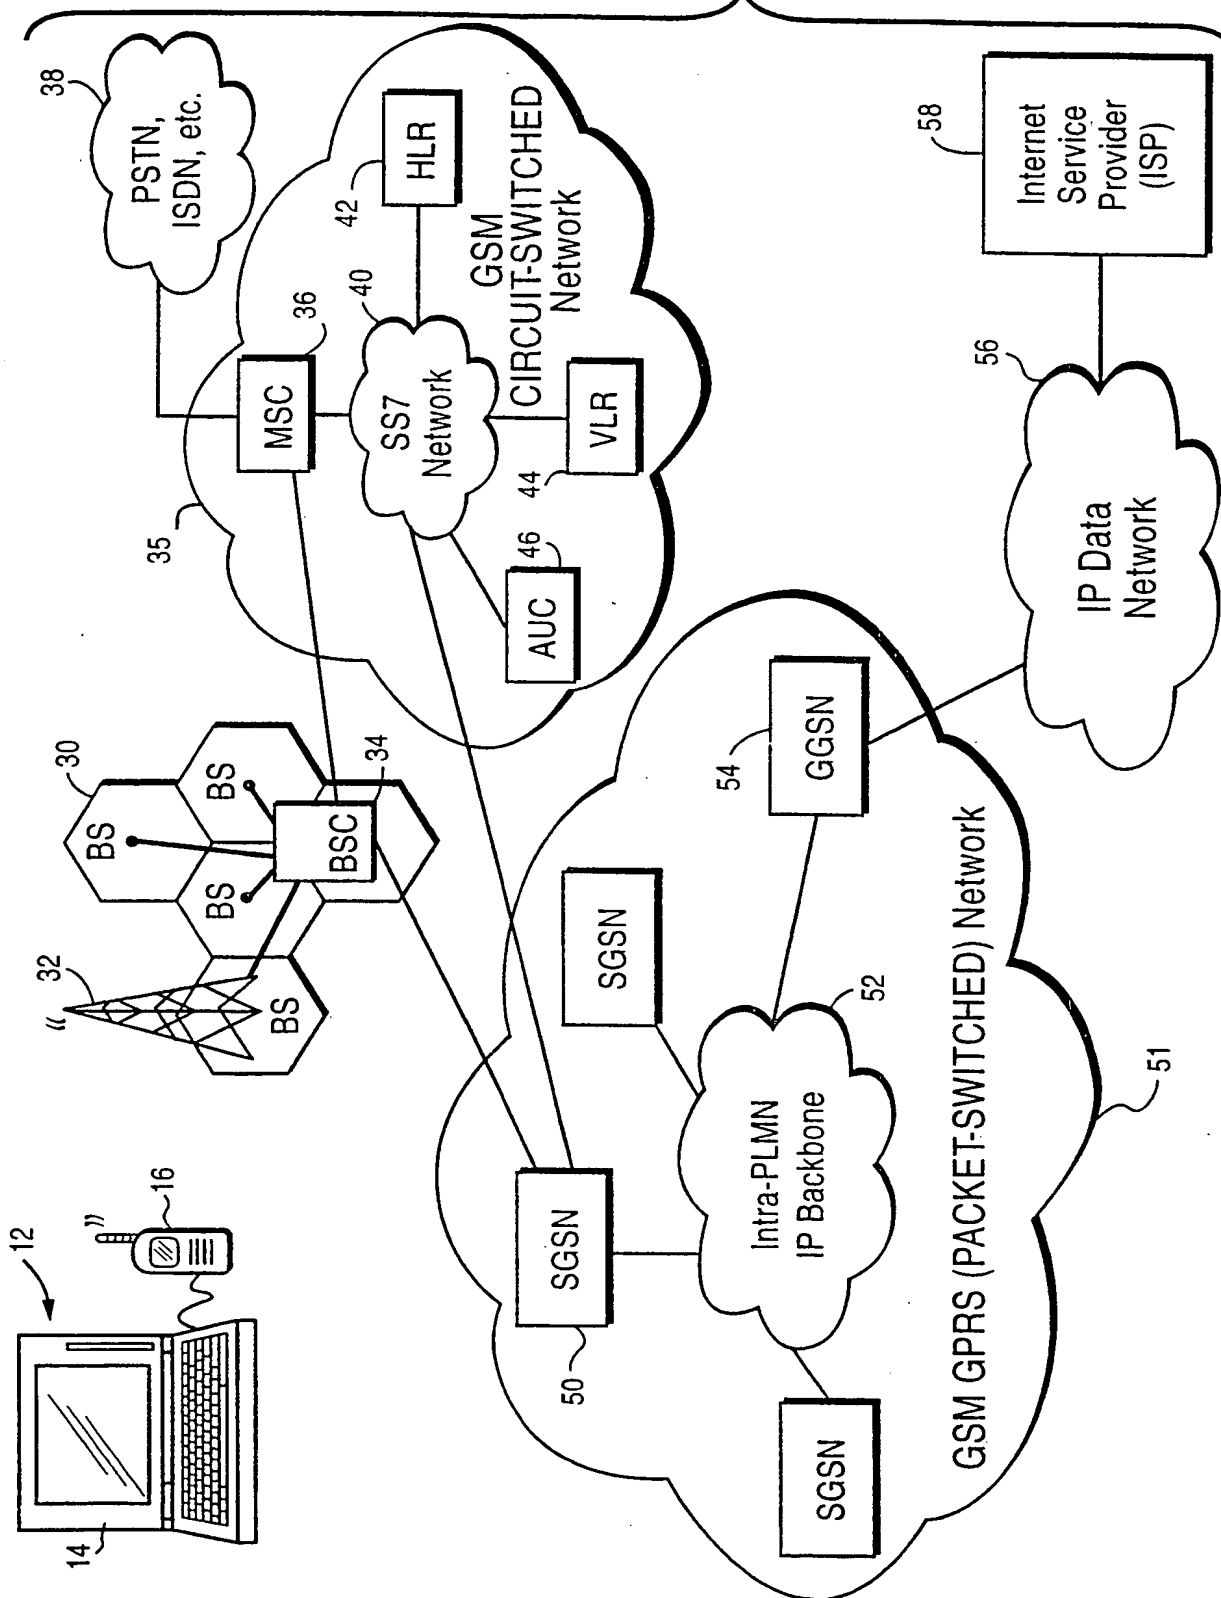 12
14
16
32
BS
BS
BS
BS
30
BSC
34
38
PSTN,
ISDN, etc.
35
MSC
36
SS7
Network
40
HLR
42
VLR
44
AUC
46
GSM
CIRCUIT-SWITCHED
Network
SGSN
50
SGSN
SGSN
Intra-PLMN
IP Backbone
52
GGSN
54
GSM GPRS (PACKET-SWITCHED) Network
51
IP Data
Network
56
Internet
Service
Provider
(ISP)
58